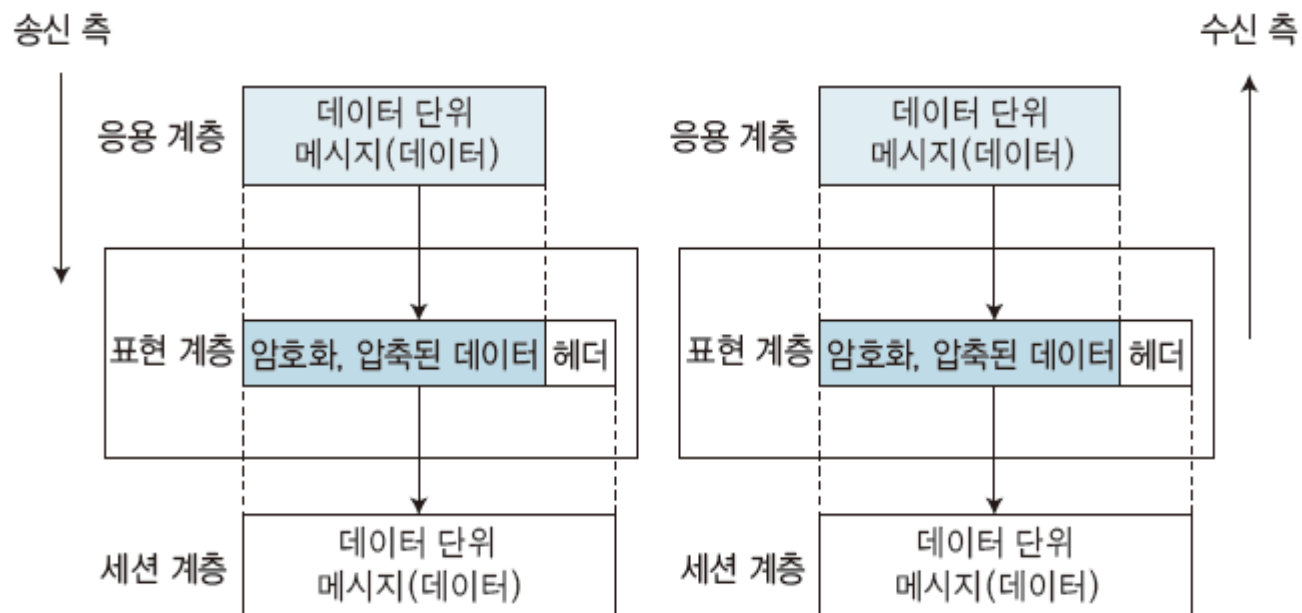 송신 측
수신 측
응용 계층
데이터 단위
메시지(데이터)
응용 계층
데이터 단위
메시지(데이터)
표현 계층
암호화, 압축된 데이터
헤더
표현 계층
암호화, 압축된 데이터
헤더
세션 계층
데이터 단위
메시지(데이터)
세션 계층
데이터 단위
메시지(데이터)